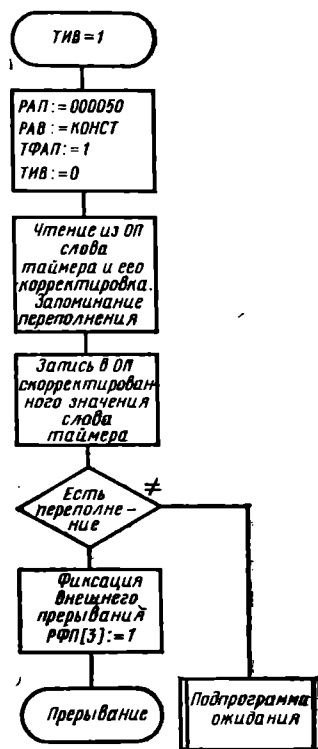 ТИВ=1
РАП:=000050
РАВ:=КОНСТ
ТФАП:=1
ТИВ:=0
Чтение из ОП
слова
таймера и его
корректировка.
Запоминание
переполнения
Запись в ОП
скорректирован-
ного значения
слова
таймера
Есть
переполне-
ние
≠
Фиксация
внешнего
прерывания
РФП[3]:=1
Прерывание
Подпрограмма
ожидания